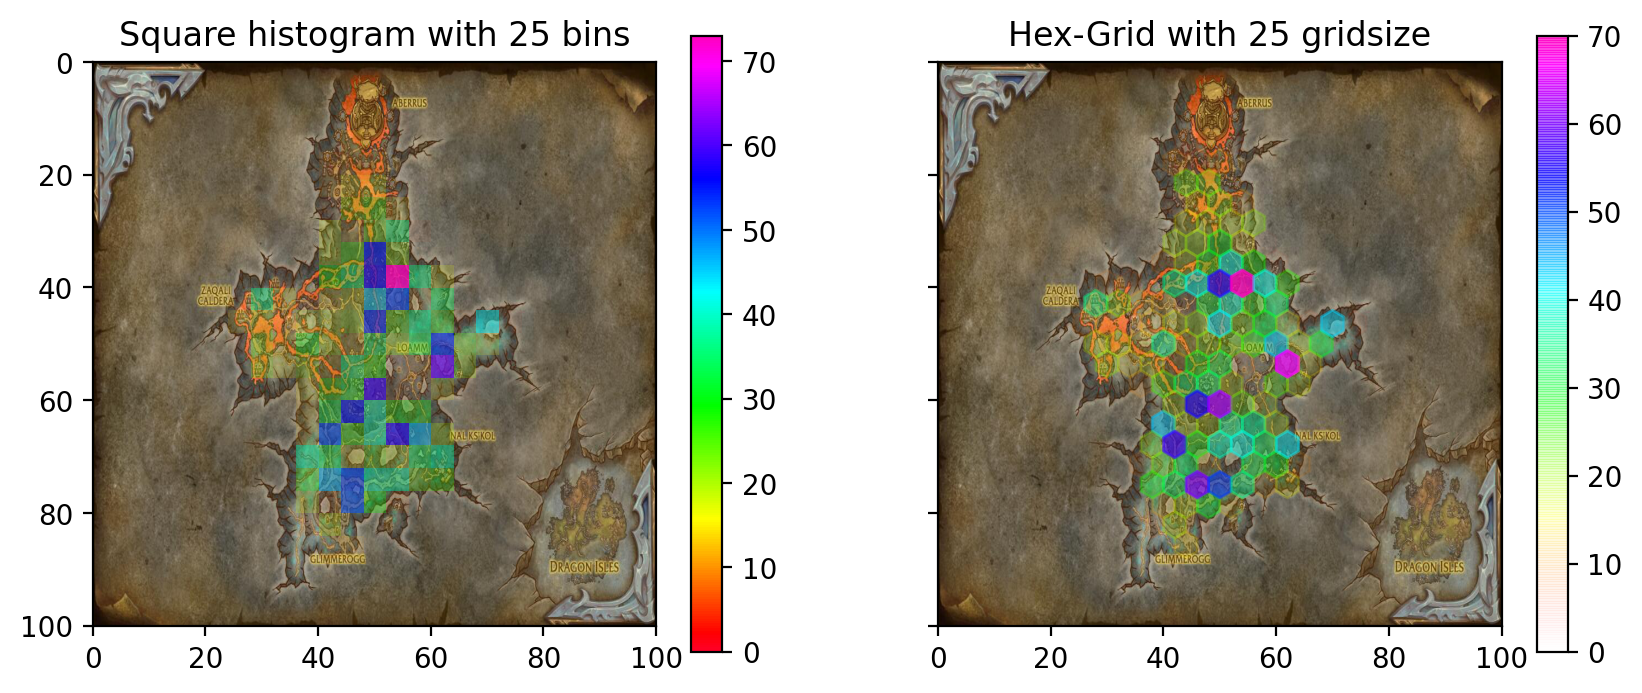 Square histogram with 25 bins
0
20
40
60
80
100
0
20
40
60
80
100
ABERRUS
ZAQALI
CALDERA
LOAMM
NAL KS'KOL
GLIMMEROGG
DRAGON ISLES
70
60
50
40
30
20
10
0
Hex-Grid with 25 gridsize
0
20
40
60
80
100
ABERRUS
ZAQALI
CALDERA
LOAMM
NAL KS'KOL
GLIMMEROGG
DRAGON ISLES
70
60
50
40
30
20
10
0